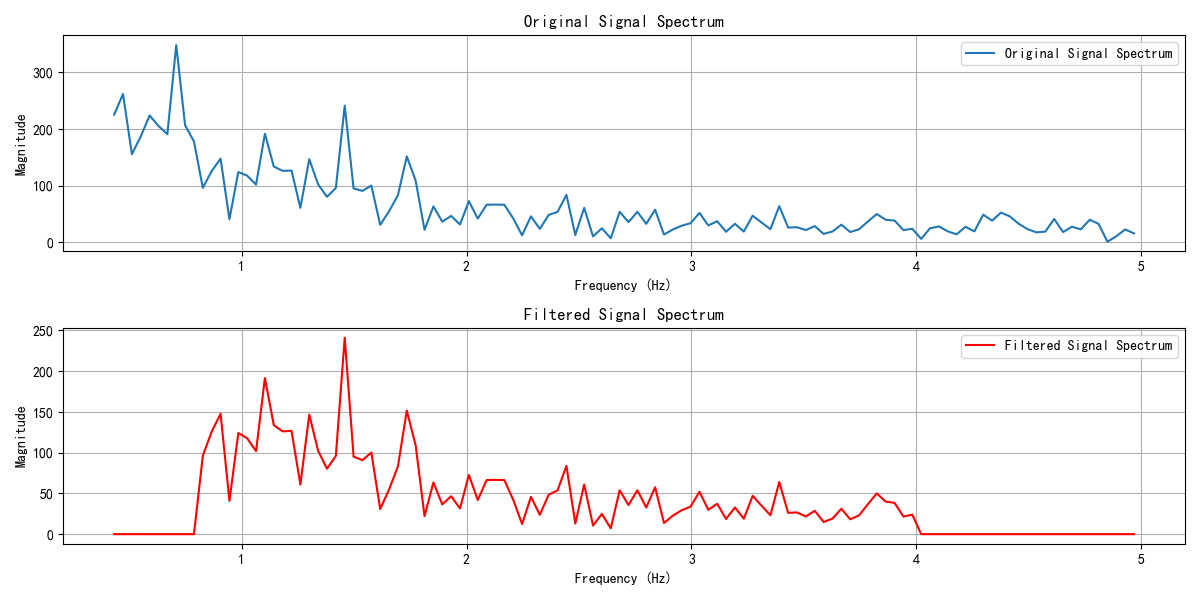 Original Signal Spectrum
Original Signal Spectrum
Magnitude
300
200
100
0
1 2 3 4 5
Frequency (Hz)
Filtered Signal Spectrum
Filtered Signal Spectrum
Magnitude
250
200
150
100
50
0
1 2 3 4 5
Frequency (Hz)